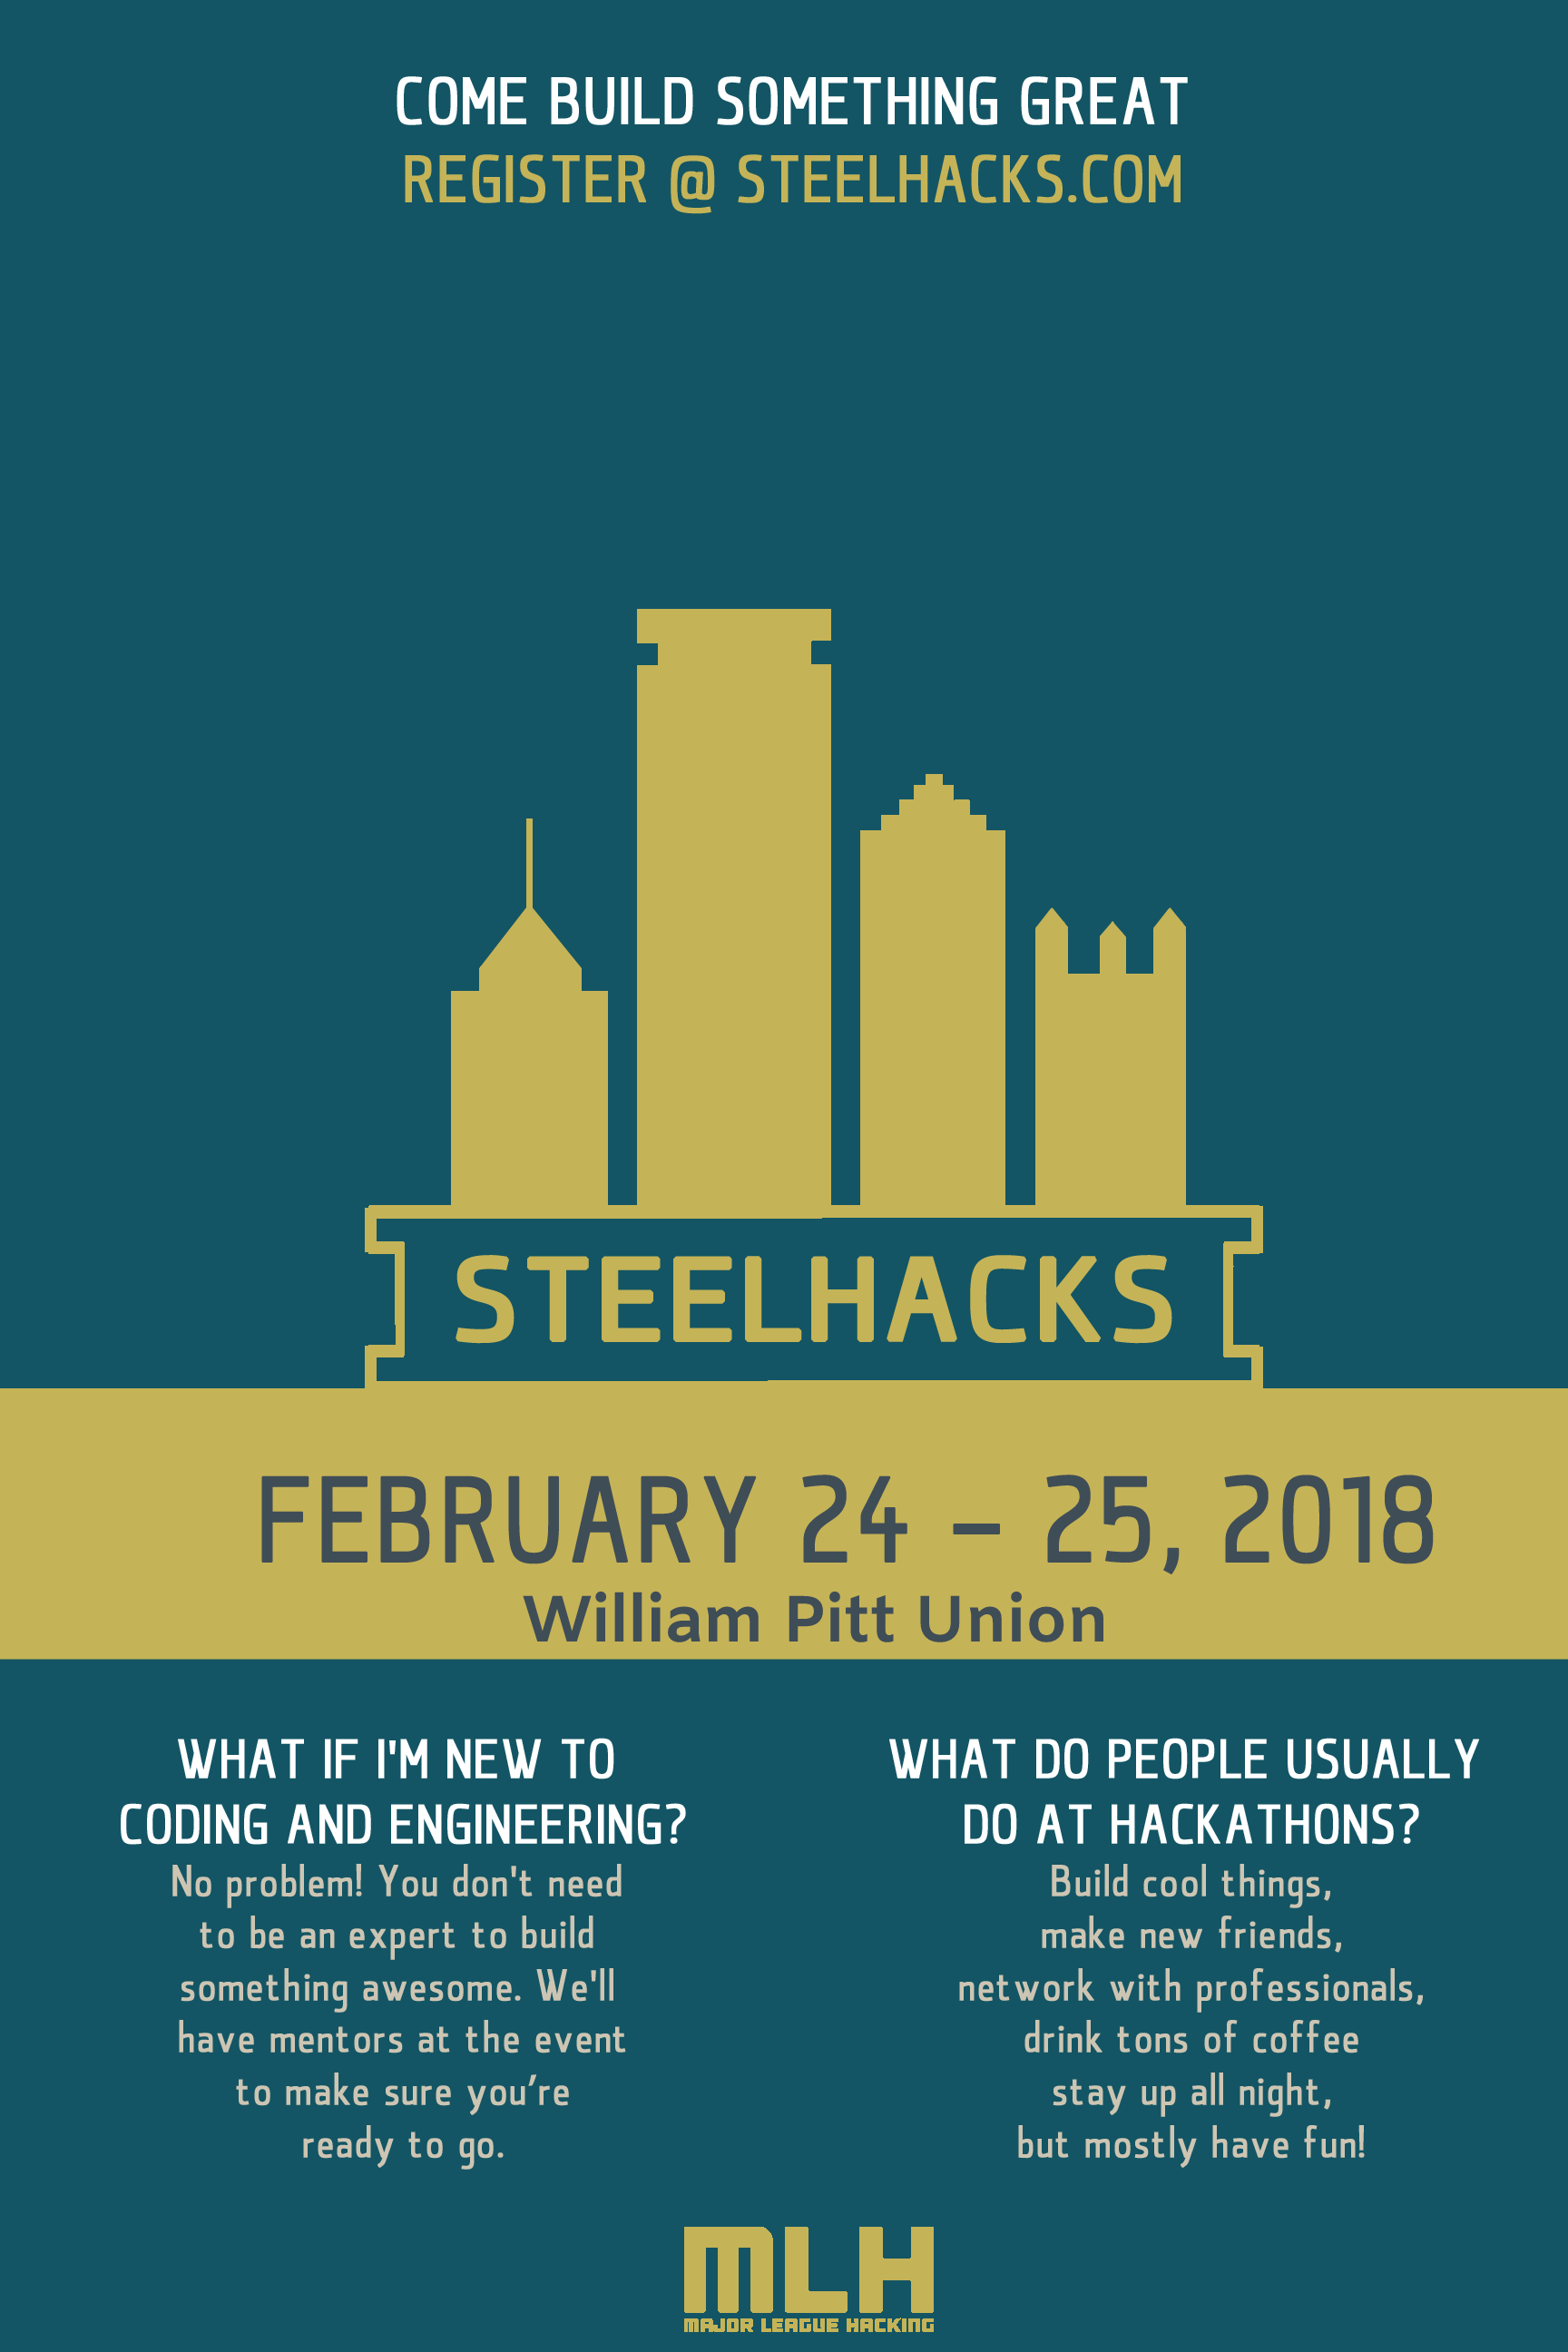 COME BUILD SOMETHING GREAT
REGISTER @ STEELHACKS.COM
STEELHACKS
FEBRUARY 24 – 25, 2018
William Pitt Union
WHAT IF I'M NEW TO
CODING AND ENGINEERING?
No problem! You don't need
to be an expert to build
something awesome. We'll
have mentors at the event
to make sure you’re
ready to go.
WHAT DO PEOPLE USUALLY
DO AT HACKATHONS?
Build cool things,
make new friends,
network with professionals,
drink tons of coffee
stay up all night,
but mostly have fun!
MLH
MAJOR LEAGUE HACKING